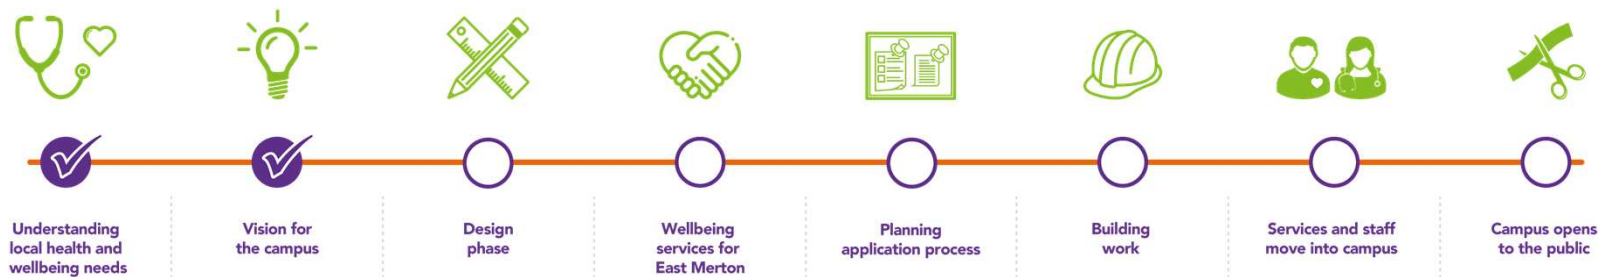 Understanding
local health and
wellbeing needs
Vision for
the campus
Design
phase
Wellbeing
services for
East Merton
Planning
application process
Building
work
Services and staff
move into campus
Campus opens
to the public